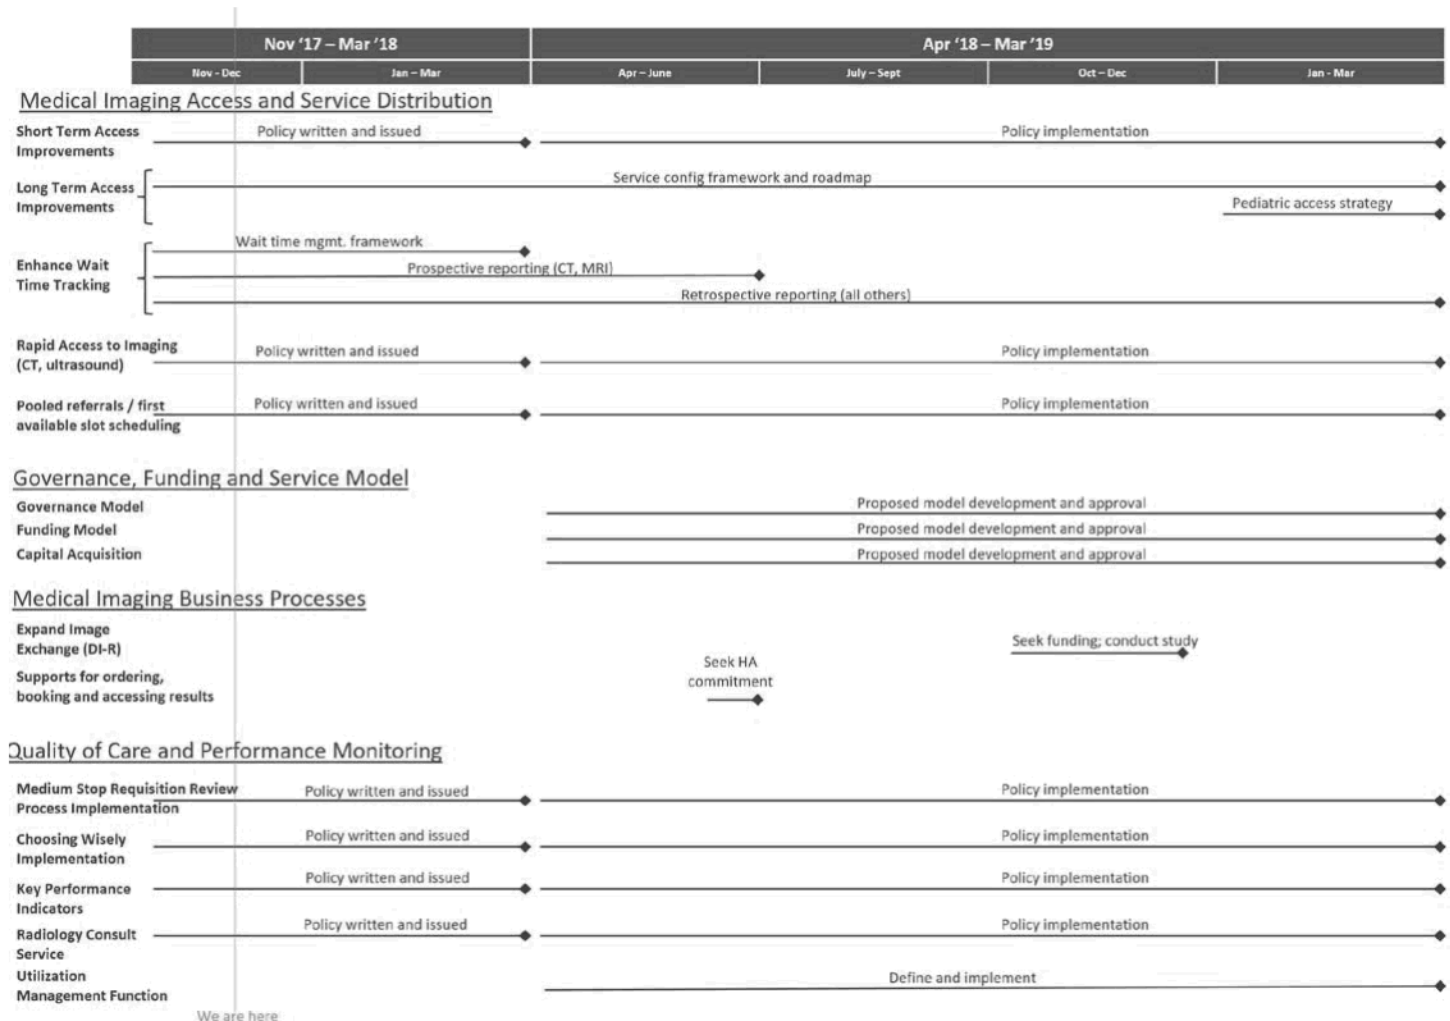 Nov '17 – Mar '18
Apr '18 – Mar '19
Nov - Dec
Jan – Mar
Apr – June
July – Sept
Oct – Dec
Jan - Mar
Medical Imaging Access and Service Distribution
Short Term Access
Improvements
Policy written and issued
Policy implementation
Long Term Access
Improvements
Service config framework and roadmap
Pediatric access strategy
Enhance Wait
Time Tracking
Wait time mgmt. framework
Prospective reporting (CT, MRI)
Retrospective reporting (all others)
Rapid Access to Imaging
(CT, ultrasound)
Policy written and issued
Policy implementation
Pooled referrals / first
available slot scheduling
Policy written and issued
Policy implementation
Governance, Funding and Service Model
Governance Model
Proposed model development and approval
Funding Model
Proposed model development and approval
Capital Acquisition
Proposed model development and approval
Medical Imaging Business Processes
Expand Image
Exchange (DI-R)
Seek funding; conduct study
Supports for ordering,
booking and accessing results
Seek HA
commitment
Quality of Care and Performance Monitoring
Medium Stop Requisition Review
Process Implementation
Policy written and issued
Policy implementation
Choosing Wisely
Implementation
Policy written and issued
Policy implementation
Key Performance
Indicators
Policy written and issued
Policy implementation
Radiology Consult
Service
Policy written and issued
Policy implementation
Utilization
Management Function
Define and implement
We are here